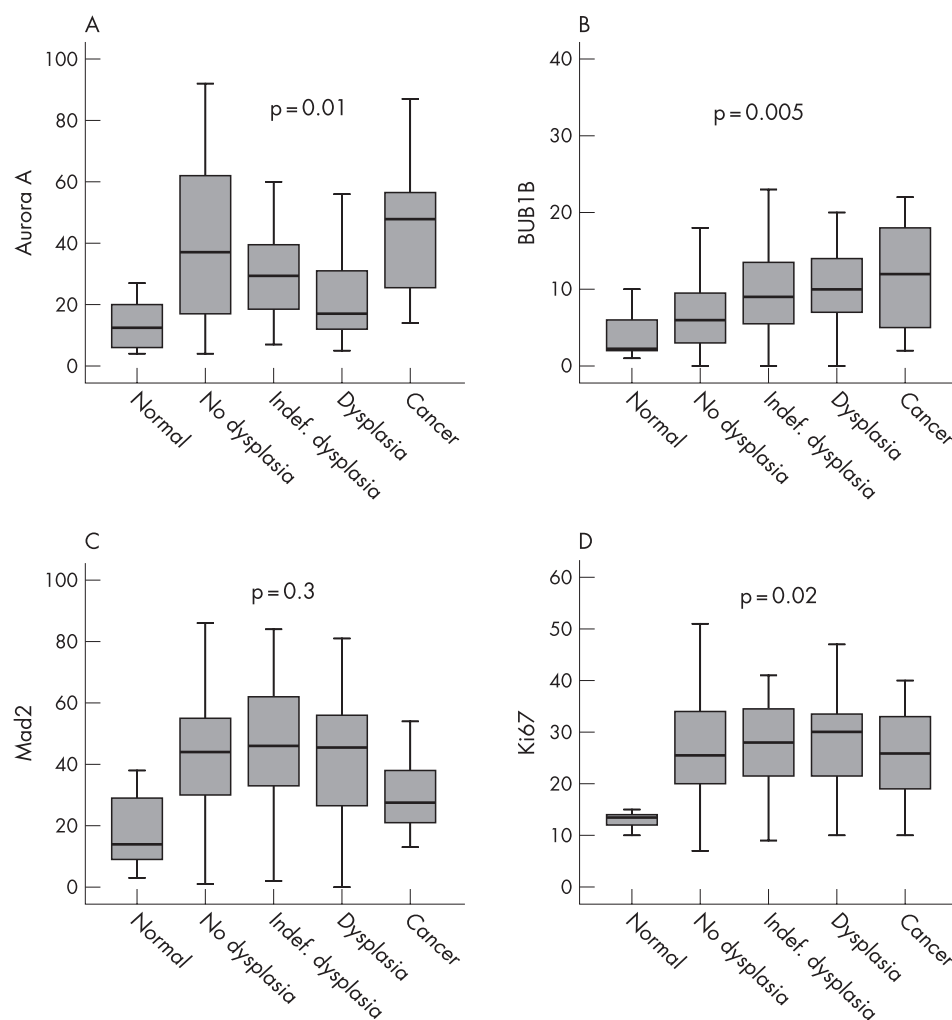 A
100
80
60
40
20
0
Aurora A
p = 0.01
Normal
No dysplasia
Indef. dysplasia
Dysplasia
Cancer
B
40
30
20
10
0
BUB1B
p = 0.005
Normal
No dysplasia
Indef. dysplasia
Dysplasia
Cancer
C
100
80
60
40
20
0
Mad2
p = 0.3
Normal
No dysplasia
Indef. dysplasia
Dysplasia
Cancer
D
60
50
40
30
20
10
0
Ki67
p = 0.02
Normal
No dysplasia
Indef. dysplasia
Dysplasia
Cancer